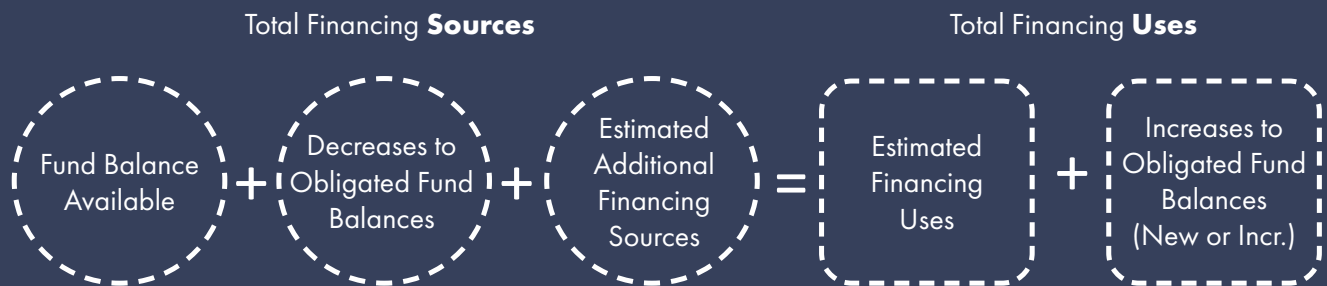 Total Financing Sources
Total Financing Uses
Fund Balance
Available
+
Decreases to
Obligated Fund
Balances
+
Estimated
Additional
Financing
Sources
=
Estimated
Financing
Uses
+
Increases to
Obligated Fund
Balances
(New or Incr.)